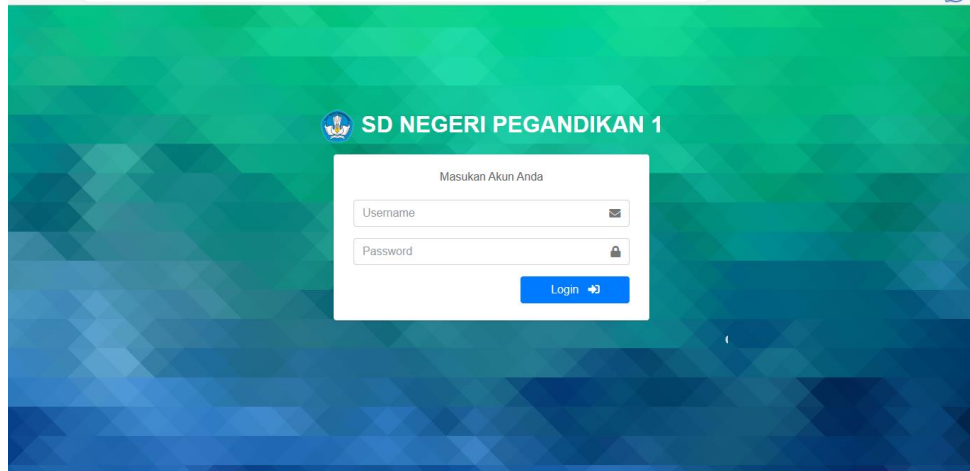 SD NEGERI PEGANDIKAN 1
Masukan Akun Anda
Username
Password
Login